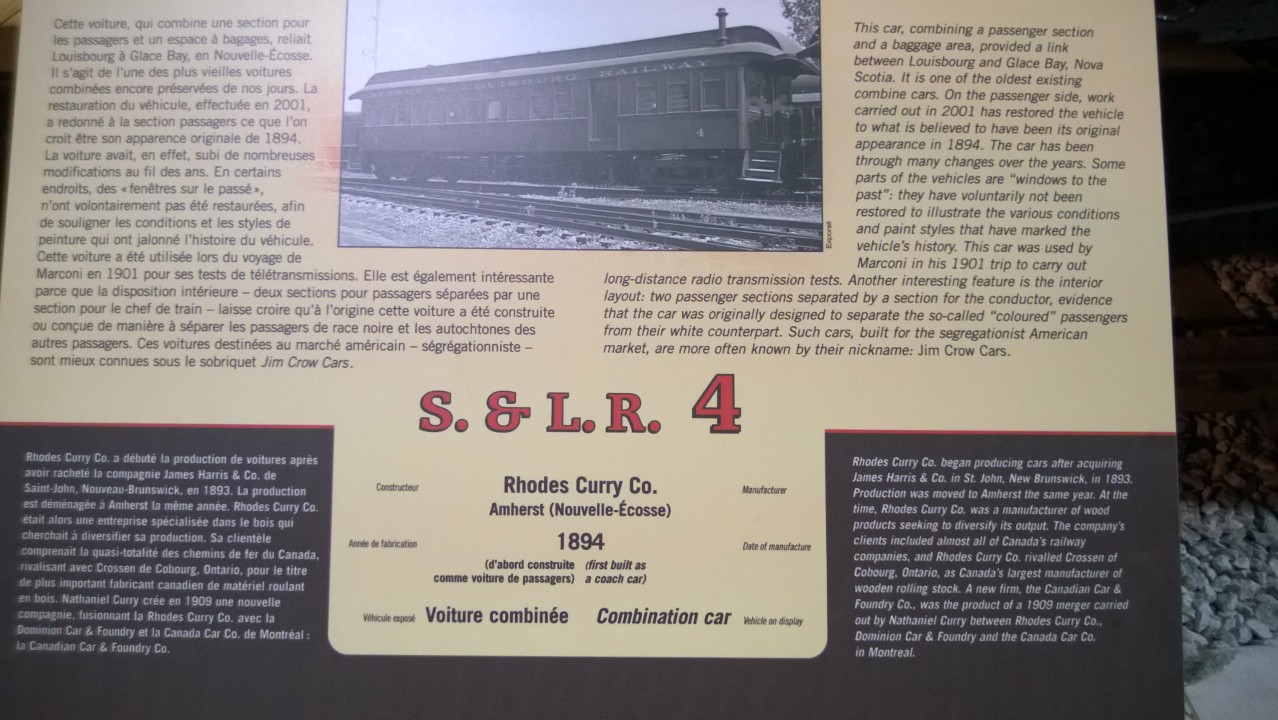 Cette voiture, qui combine une section pour
les passagers et un espace à bagages, reliait
Louisbourg à Glace Bay, en Nouvelle-Écosse.
Il s'agit de l'une des plus vieilles voitures
combinées encore préservées de nos jours. La
restauration du véhicule, effectuée en 2001,
a redonné à la section passagers ce que l'on
croit être son apparence originale de 1894.
La voiture avait, en effet, subi de nombreuses
modifications au fil des ans. En certains
endroits, des «fenêtres sur le passé»,
n'ont volontairement pas été restaurées, afin
de souligner les conditions et les styles de
peinture qui ont jalonné l'histoire du véhicule.
Cette voiture a été utilisée lors du voyage de
Marconi en 1901 pour ses tests de télétransmissions. Elle est également intéressante
parce que la disposition intérieure – deux sections pour passagers séparées par une
section pour le chef de train – laisse croire qu'à l'origine cette voiture a été construite
ou conçue de manière à séparer les passagers de race noire et les autochtones des
autres passagers. Ces voitures destinées au marché américain – ségrégationniste –
sont mieux connues sous le sobriquet Jim Crow Cars.
LOUISBURG RAILWAY
4
Exporail
This car, combining a passenger section
and a baggage area, provided a link
between Louisbourg and Glace Bay, Nova
Scotia. It is one of the oldest existing
combine cars. On the passenger side, work
carried out in 2001 has restored the vehicle
to what is believed to have been its original
appearance in 1894. The car has been
through many changes over the years. Some
parts of the vehicles are "windows to the
past": they have voluntarily not been
restored to illustrate the various conditions
and paint styles that have marked the
vehicle's history. This car was used by
Marconi in his 1901 trip to carry out
long-distance radio transmission tests. Another interesting feature is the interior
layout: two passenger sections separated by a section for the conductor, evidence
that the car was originally designed to separate the so-called "coloured" passengers
from their white counterpart. Such cars, built for the segregationist American
market, are more often known by their nickname: Jim Crow Cars.
S. & L.R. 4
Rhodes Curry Co. a débuté la production de voitures après
avoir racheté la compagnie James Harris & Co. de
Saint-John, Nouveau-Brunswick, en 1893. La production
est déménagée à Amherst la même année. Rhodes Curry Co.
était alors une entreprise spécialisée dans le bois qui
cherchait à diversifier sa production. Sa clientèle
comprenait la quasi-totalité des chemins de fer du Canada,
rivalisant avec Crossen de Cobourg, Ontario, pour le titre
de plus important fabricant canadien de matériel roulant
en bois. Nathaniel Curry crée en 1909 une nouvelle
compagnie, fusionnant la Rhodes Curry Co. avec la
Dominion Car & Foundry et la Canada Car Co. de Montréal :
la Canadian Car & Foundry Co.
Constructeur Rhodes Curry Co. Manufacturer
Amherst (Nouvelle-Écosse)
Année de fabrication 1894 Date of manufacture
(d'abord construite (first built as
comme voiture de passagers) a coach car)
Véhicule exposé Voiture combinée Combination car Vehicle on display
Rhodes Curry Co. began producing cars after acquiring
James Harris & Co. in St. John, New Brunswick, in 1893.
Production was moved to Amherst the same year. At the
time, Rhodes Curry Co. was a manufacturer of wood
products seeking to diversify its output. The company's
clients included almost all of Canada's railway
companies, and Rhodes Curry Co. rivalled Crossen of
Cobourg, Ontario, as Canada's largest manufacturer of
wooden rolling stock. A new firm, the Canadian Car &
Foundry Co., was the product of a 1909 merger carried
out by Nathaniel Curry between Rhodes Curry Co.,
Dominion Car & Foundry and the Canada Car Co.
in Montreal.